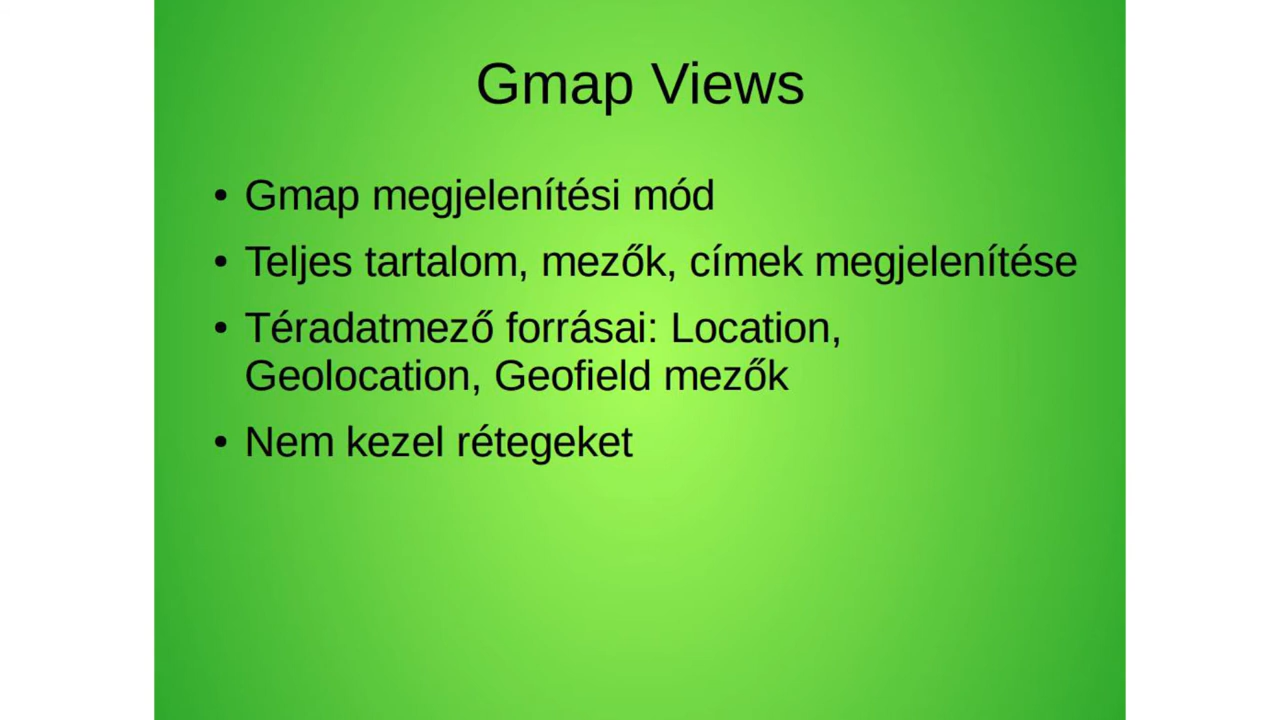 Gmap Views
• Gmap megjelenítési mód
• Teljes tartalom, mezők, címek megjelenítése
• Téradatmező forrásai: Location,
Geolocation, Geofield mezők
• Nem kezel rétegeket